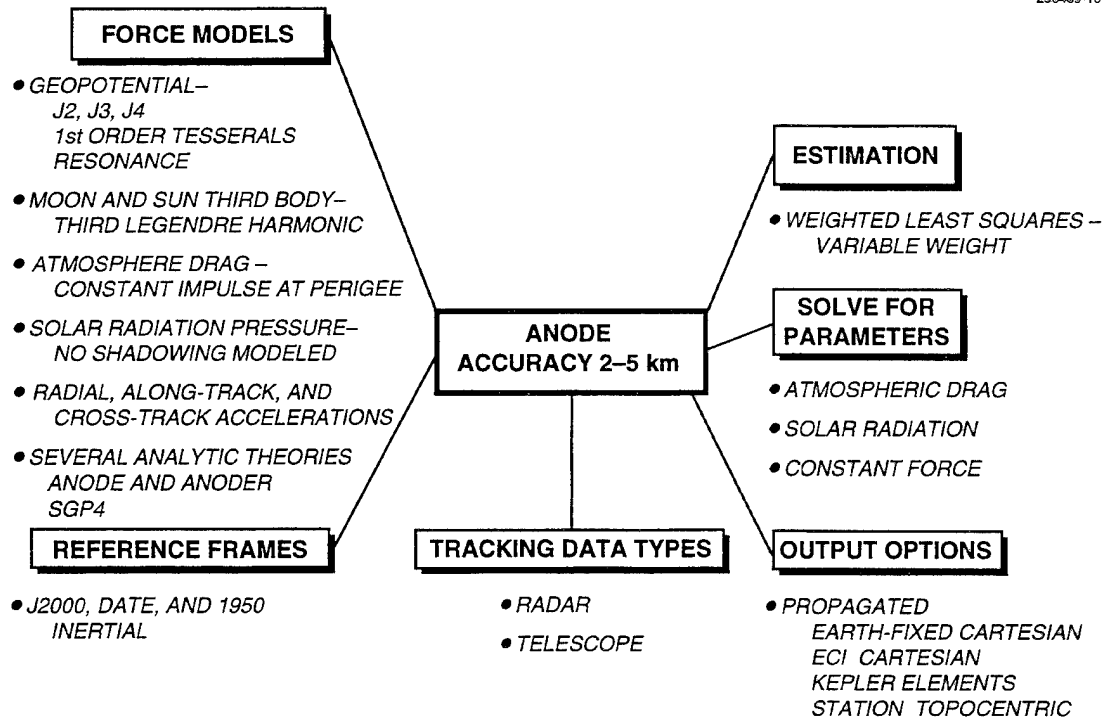 FORCE MODELS
• GEOPOTENTIAL–
J2, J3, J4
1st ORDER TESSERALS
RESONANCE
• MOON AND SUN THIRD BODY–
THIRD LEGENDRE HARMONIC
• ATMOSPHERE DRAG –
CONSTANT IMPULSE AT PERIGEE
• SOLAR RADIATION PRESSURE–
NO SHADOWING MODELED
• RADIAL, ALONG-TRACK, AND
CROSS-TRACK ACCELERATIONS
• SEVERAL ANALYTIC THEORIES
ANODE AND ANODER
SGP4
REFERENCE FRAMES
• J2000, DATE, AND 1950
INERTIAL
ANODE
ACCURACY 2–5 km
TRACKING DATA TYPES
• RADAR
• TELESCOPE
ESTIMATION
• WEIGHTED LEAST SQUARES –
VARIABLE WEIGHT
SOLVE FOR
PARAMETERS
• ATMOSPHERIC DRAG
• SOLAR RADIATION
• CONSTANT FORCE
OUTPUT OPTIONS
• PROPAGATED
EARTH-FIXED CARTESIAN
ECI CARTESIAN
KEPLER ELEMENTS
STATION TOPOCENTRIC